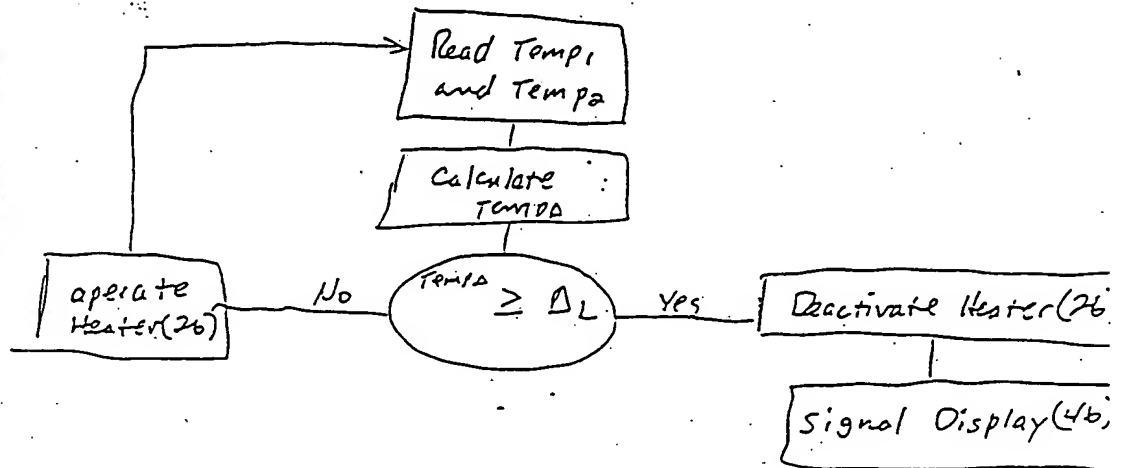 Read Temp1
and Temp2
Calculate
TempΔ
operate
Heater(26)
No
TempΔ
≥ ΔL
Yes
Deactivate Heater(26
Signal Display(46)